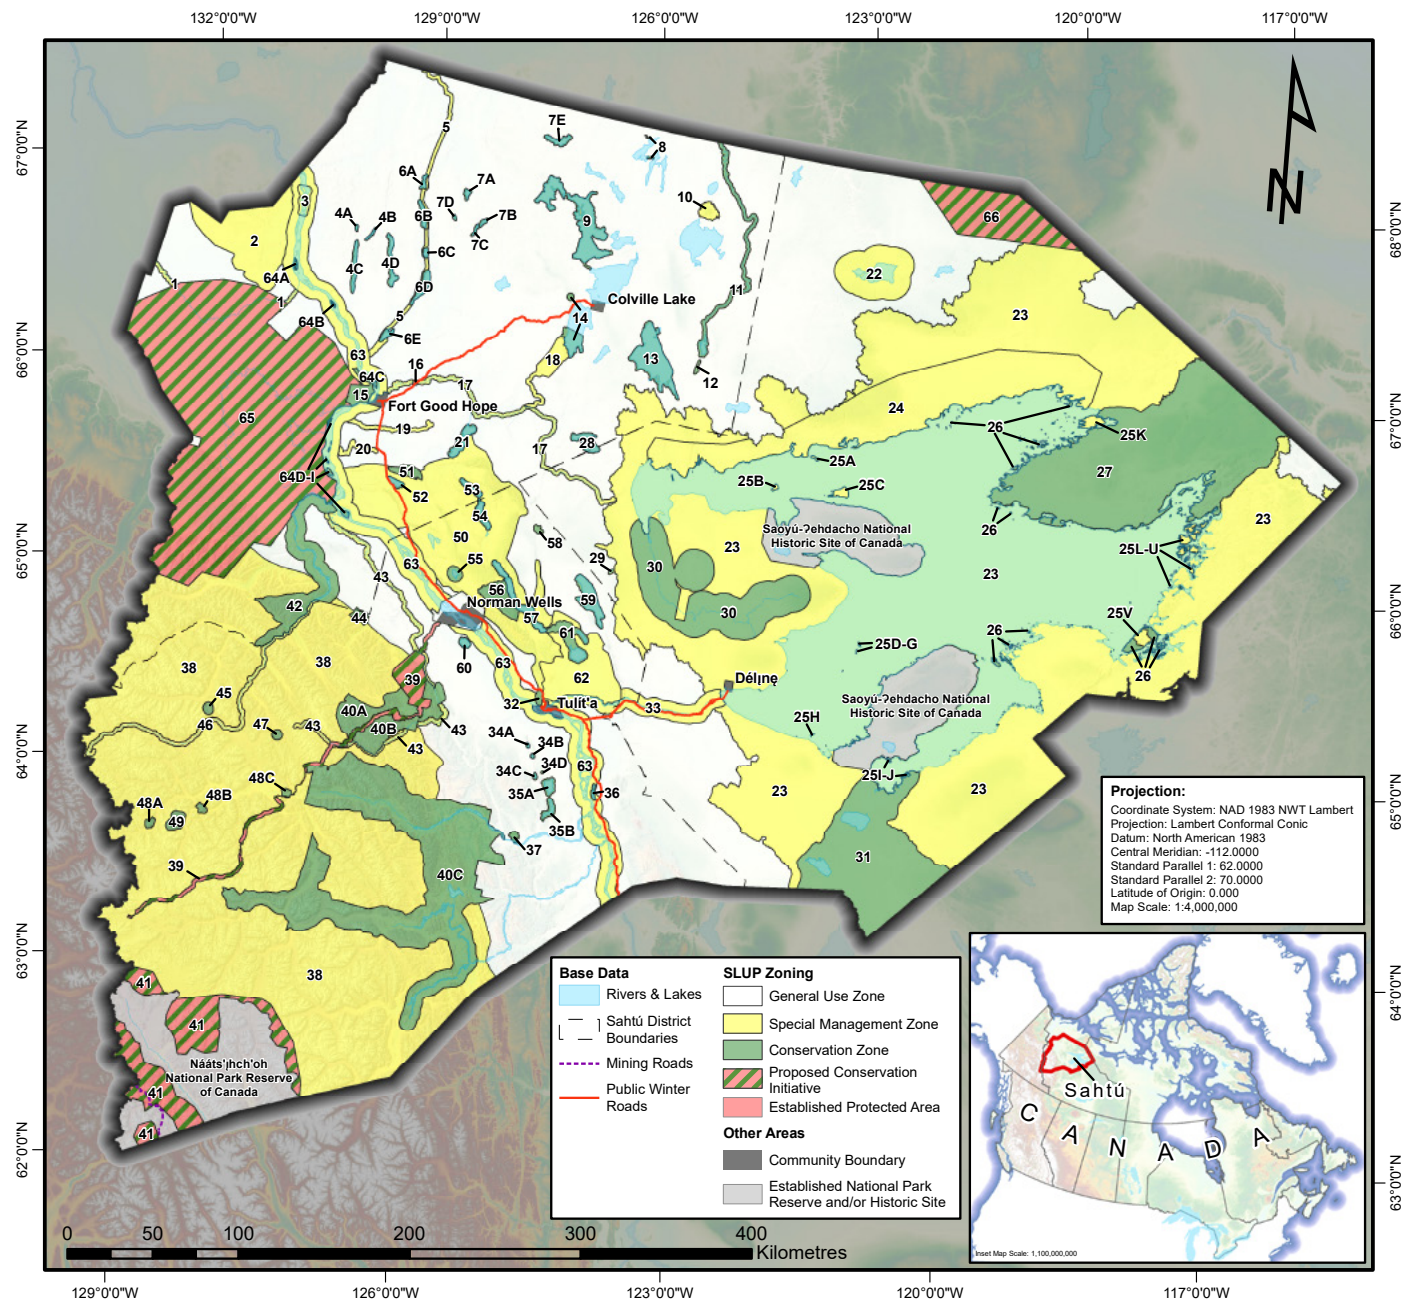 132°0'0"W
129°0'0"W
126°0'0"W
123°0'0"W
120°0'0"W
117°0'0"W
67°0'0"N
66°0'0"N
65°0'0"N
64°0'0"N
63°0'0"N
62°0'0"N
68°0'0"N
67°0'0"N
66°0'0"N
65°0'0"N
64°0'0"N
63°0'0"N
N
5
7E
8
6A
7A
7D
7B
7C
6B
6C
6D
4A
4B
4C
4D
3
2
9
10
66
1
1
64A
64B
5
6E
11
22
Colville Lake
14
23
63
16
18
13
12
64C
15
17
Fort Good Hope
65
19
24
26
25K
20
17
21
28
25A
27
64D-I
51
52
53
54
25B
25C
26
Saoyú-Ɂehdacho National
Historic Site of Canada
23
25L-U
23
50
58
29
23
43
63
55
30
30
56
59
57
42
44
Norman Wells
61
60
25V
26
25D-G
26
38
38
39
63
62
Délı̨nę
Saoyú-Ɂehdacho National
Historic Site of Canada
45
46
47
40A
40B
43
43
43
32
Tulít'a
33
25H
34A
34B
34C
34D
35A
35B
63
36
37
25I-J
23
23
48A
48B
48C
49
39
40C
31
38
41
41
41
41
Nááts'ı̨hch'oh
National Park Reserve
of Canada
Projection:
Coordinate System: NAD 1983 NWT Lambert
Projection: Lambert Conformal Conic
Datum: North American 1983
Central Meridian: -112.0000
Standard Parallel 1: 62.0000
Standard Parallel 2: 70.0000
Latitude of Origin: 0.000
Map Scale: 1:4,000,000
Base Data
Rivers & Lakes
Sahtú District
Boundaries
Mining Roads
Public Winter
Roads
SLUP Zoning
General Use Zone
Special Management Zone
Conservation Zone
Proposed Conservation
Initiative
Established Protected Area
Other Areas
Community Boundary
Established National Park
Reserve and/or Historic Site
Sahtú
CANADA
Inset Map Scale: 1:100,000,000
0
50
100
200
300
400
Kilometres
129°0'0"W
126°0'0"W
123°0'0"W
120°0'0"W
117°0'0"W